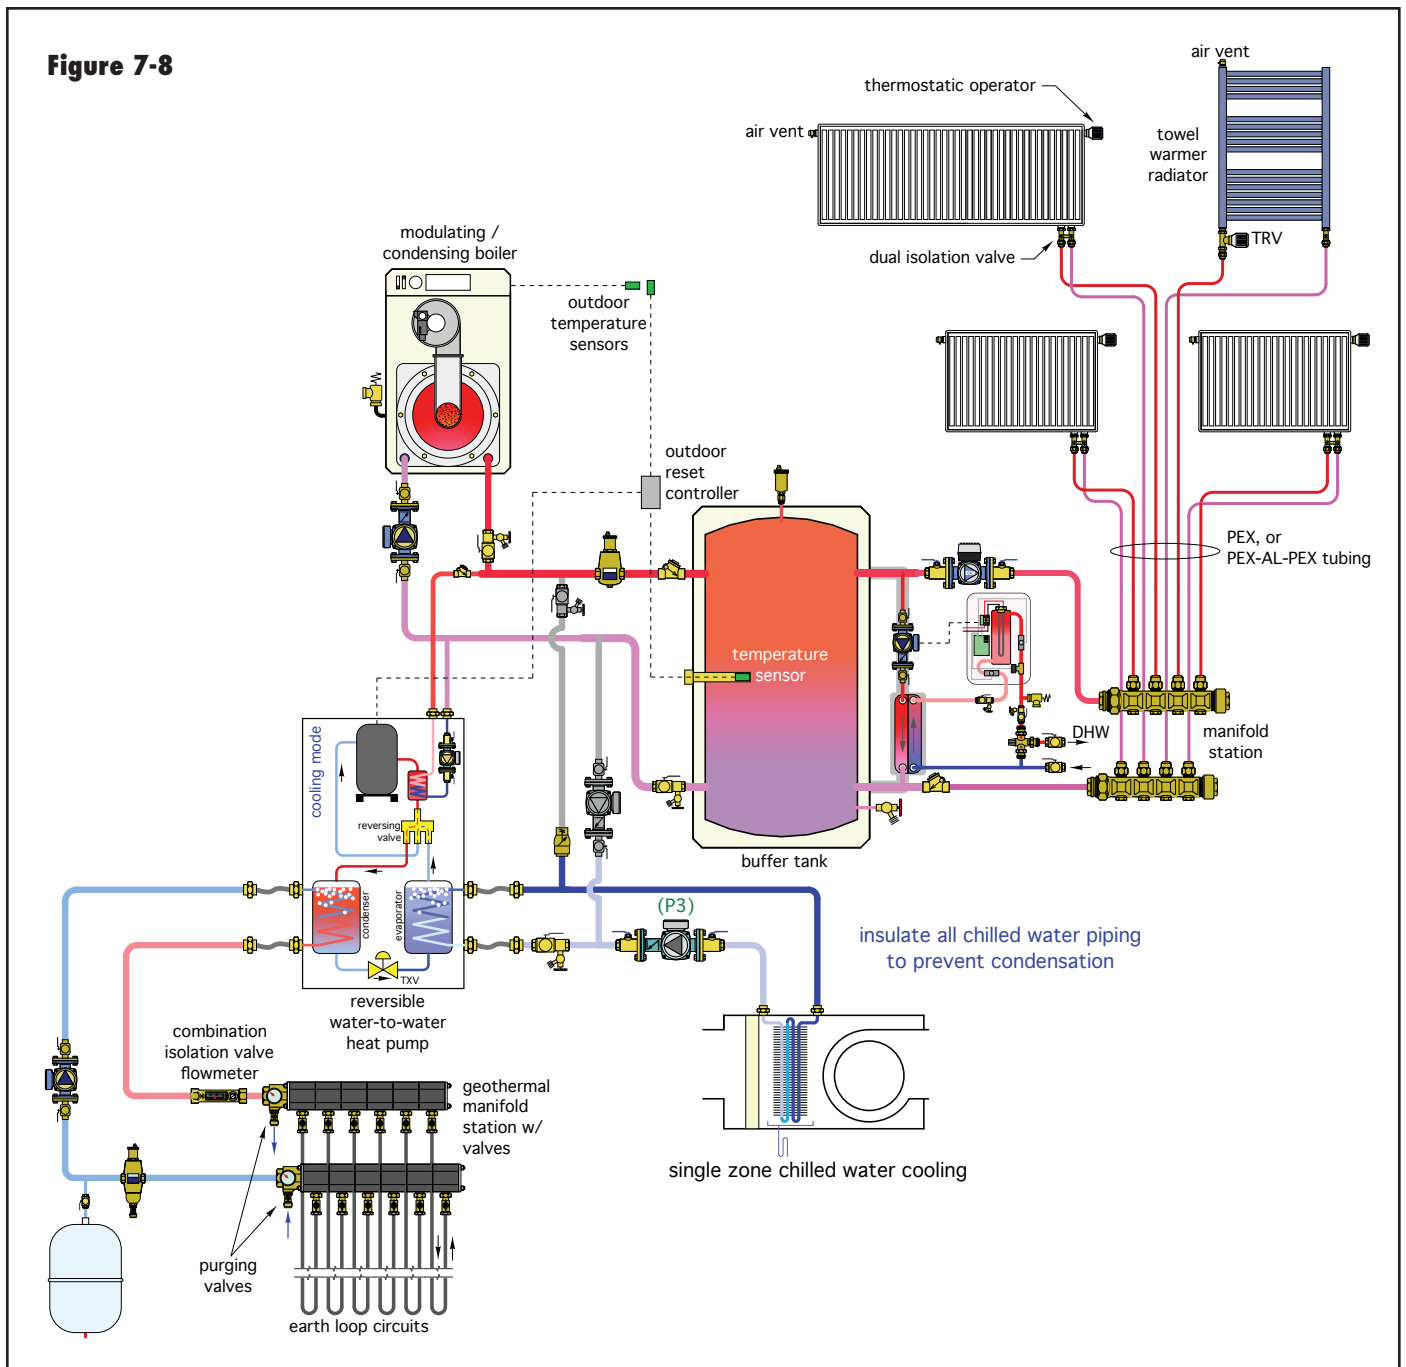 Figure 7-8
air vent
thermostatic operator
air vent
towel
warmer
radiator
TRV
dual isolation valve
modulating /
condensing boiler
outdoor
temperature
sensors
outdoor
reset
controller
PEX, or
PEX-AL-PEX tubing
temperature
sensor
manifold
station
DHW
buffer tank
cooling mode
reversing
valve
condenser
evaporator
TXV
reversible
water-to-water
heat pump
(P3)
insulate all chilled water piping
to prevent condensation
combination
isolation valve
flowmeter
geothermal
manifold
station w/
valves
single zone chilled water cooling
purging
valves
earth loop circuits